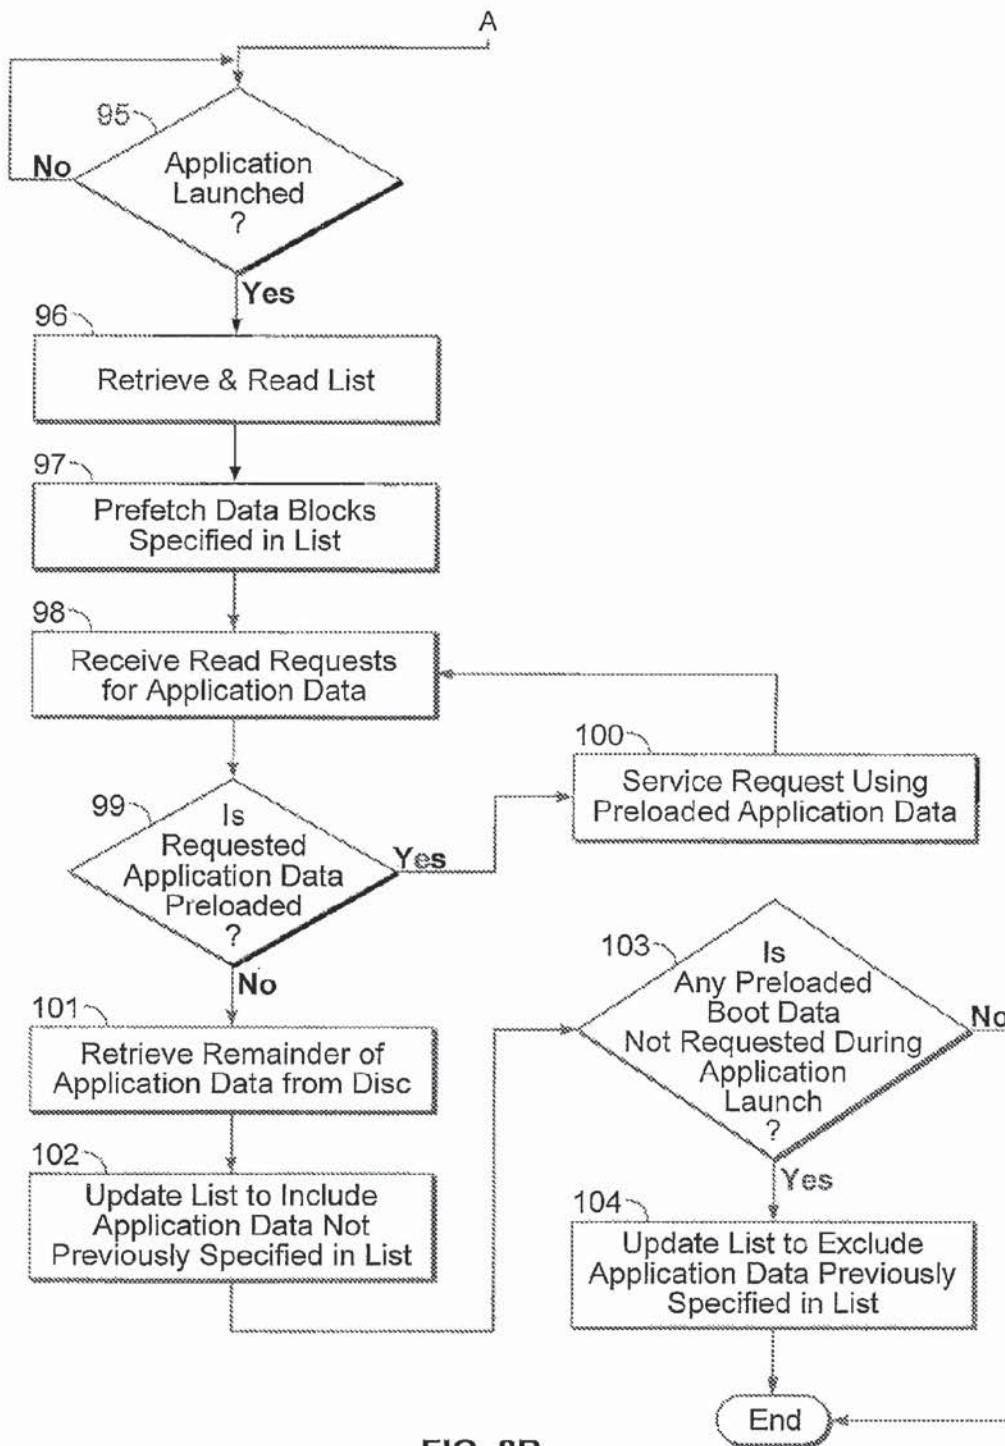 A
95
Application
Launched
?
No
Yes
96
Retrieve & Read List
97
Prefetch Data Blocks
Specified in List
98
Receive Read Requests
for Application Data
99
Is
Requested
Application Data
Preloaded
?
Yes
No
100
Service Request Using
Preloaded Application Data
101
Retrieve Remainder of
Application Data from Disc
102
Update List to Include
Application Data Not
Previously Specified in List
103
Is
Any Preloaded
Boot Data
Not Requested During
Application
Launch
?
No
Yes
104
Update List to Exclude
Application Data Previously
Specified in List
End